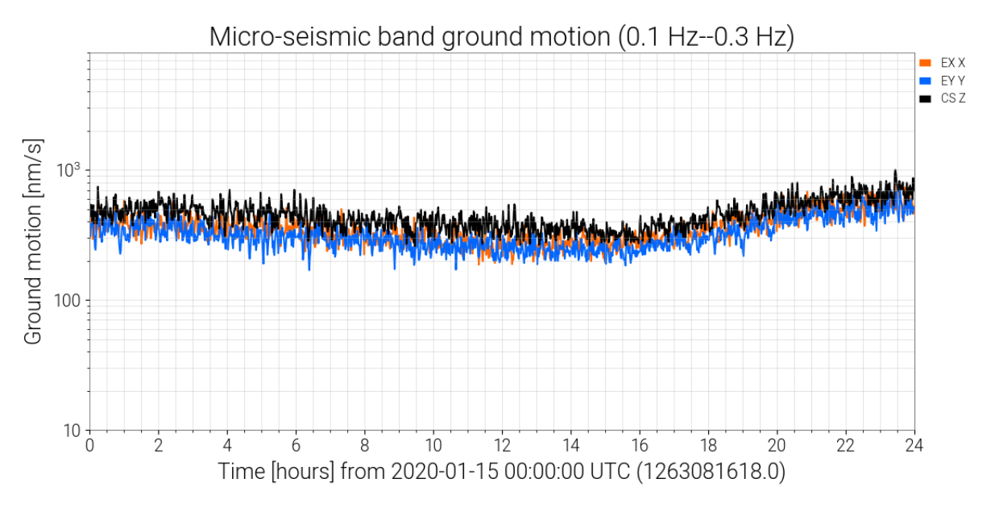 Micro-seismic band ground motion (0.1 Hz--0.3 Hz)
EX X
EY Y
CS Z
Ground motion [nm/s]
10³
100
10
0 2 4 6 8 10 12 14 16 18 20 22 24
Time [hours] from 2020-01-15 00:00:00 UTC (1263081618.0)